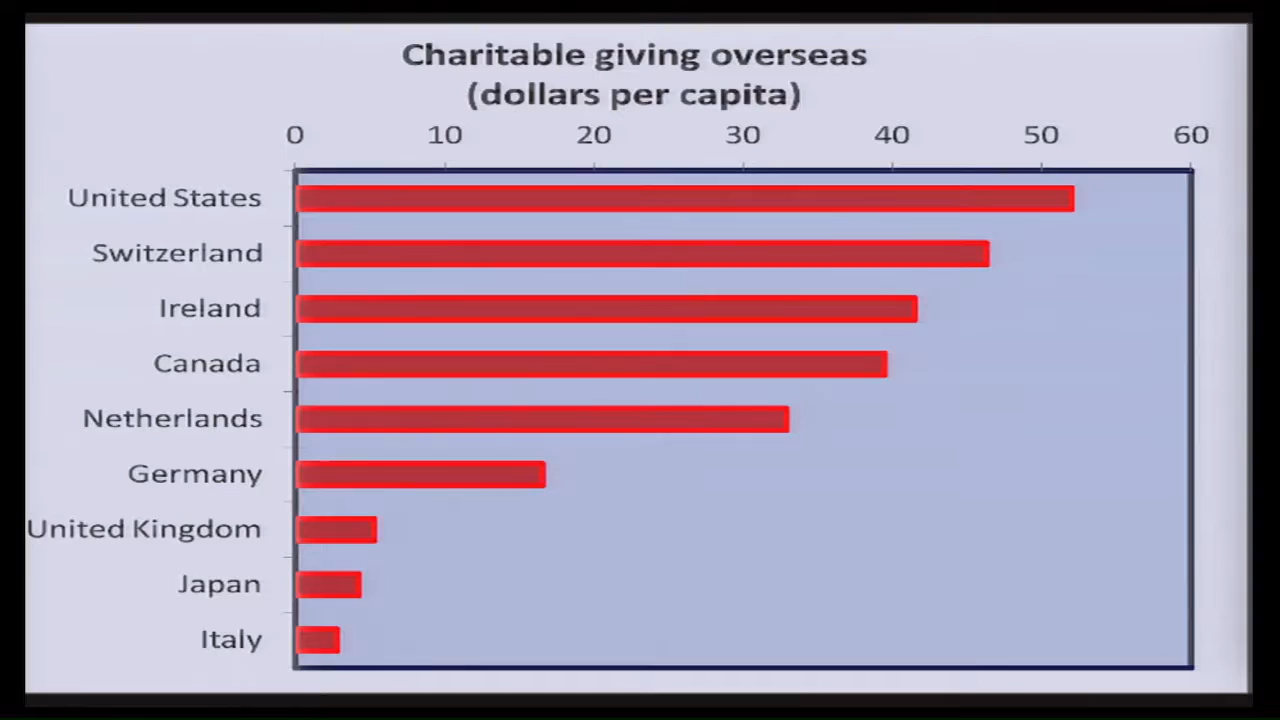 Charitable giving overseas
(dollars per capita)
0 10 20 30 40 50 60
United States
Switzerland
Ireland
Canada
Netherlands
Germany
United Kingdom
Japan
Italy